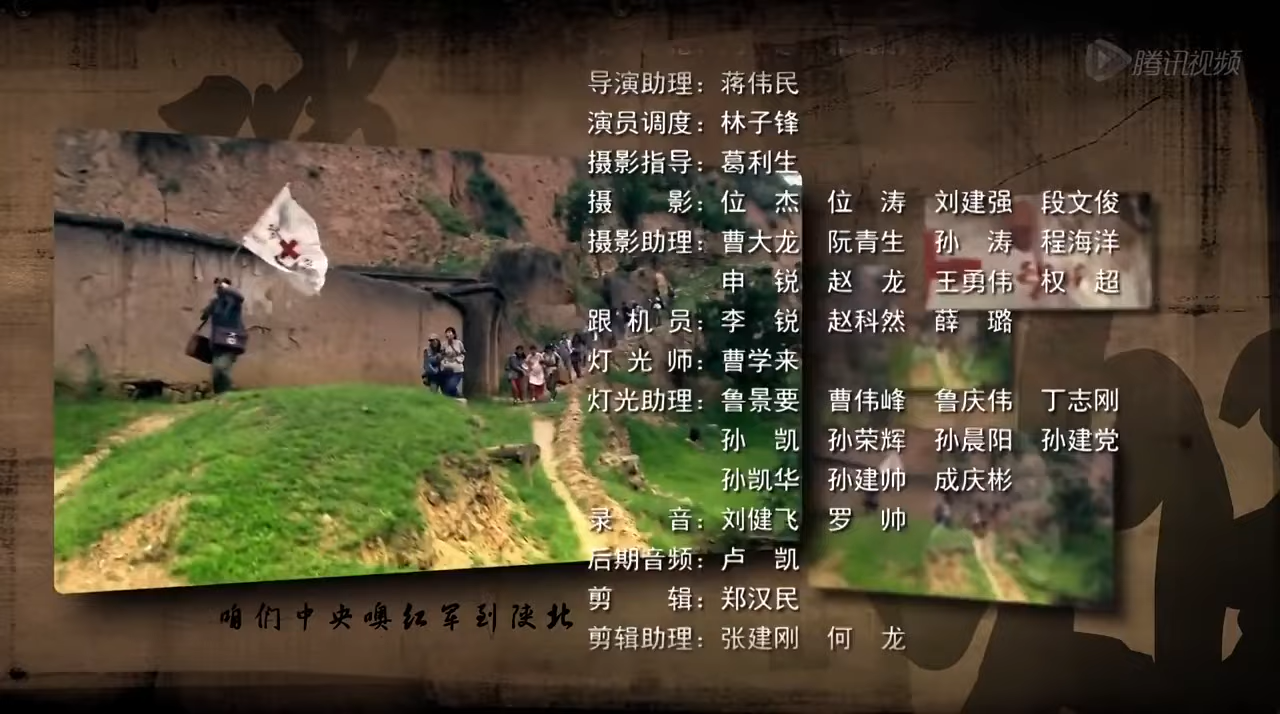 腾讯视频
导演助理：蒋伟民
演员调度：林子锋
摄影指导：葛利生
摄　　影：位　杰　位　涛　刘建强　段文俊
摄影助理：曹大龙　阮青生　孙　涛　程海洋
申　锐　赵　龙　王勇伟　权　超
跟 机 员：李　锐　赵科然　薛　璐
灯 光 师：曹学来
灯光助理：鲁景要　曹伟峰　鲁庆伟　丁志刚
孙　凯　孙荣辉　孙晨阳　孙建党
孙凯华　孙建帅　成庆彬
录　　音：刘健飞　罗　帅
后期音频：卢　凯
剪　　辑：郑汉民
剪辑助理：张建刚　何　龙
咱们中央噢红军到陕北